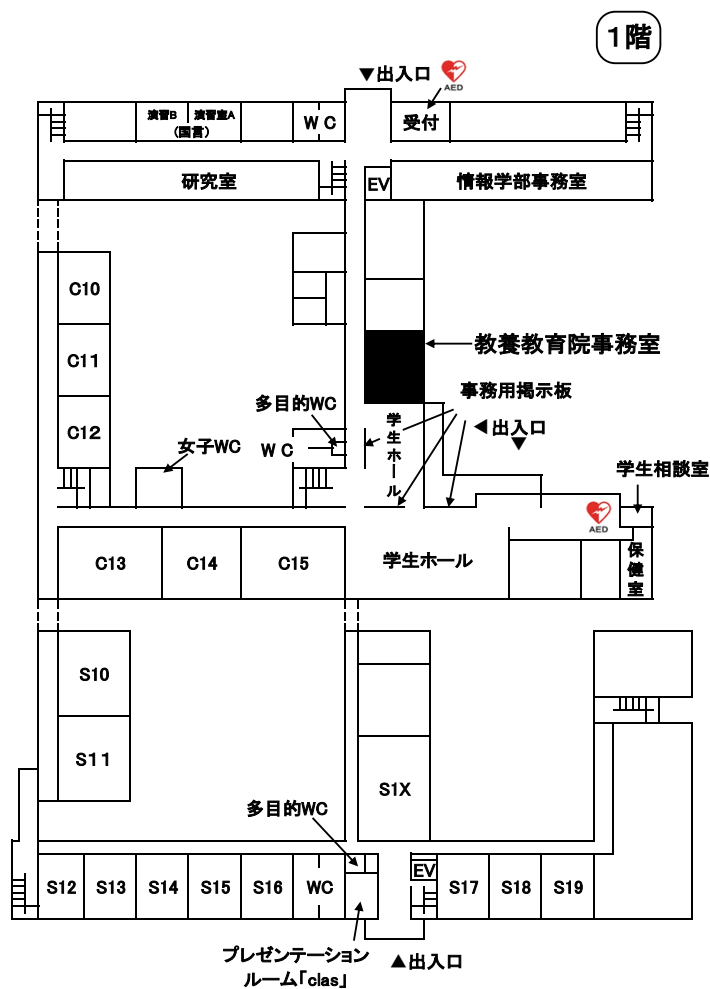 1階
▼出入口
AED
演習B 演習室A
(国言)
WC
受付
研究室
EV
情報学部事務室
C10
教養教育院事務室
C11
事務用掲示板
多目的WC
学生ホール
◀出入口
▼
C12
女子WC
WC
学生相談室
AED
C13
C14
C15
学生ホール
保健室
S10
S11
S1X
多目的WC
EV
S12
S13
S14
S15
S16
WC
S17
S18
S19
プレゼンテーション
ルーム「clas」
▲出入口